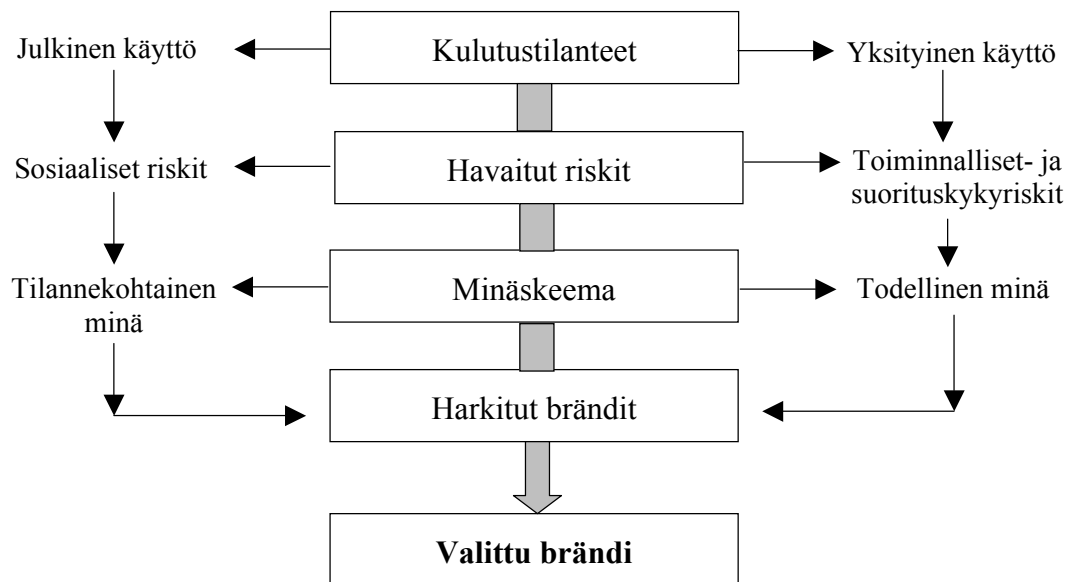 Julkinen käyttö
Kulutustilanteet
Yksityinen käyttö
Sosiaaliset riskit
Havaitut riskit
Toiminnalliset- ja
suorituskykyriskit
Tilannekohtainen
minä
Minäskeema
Todellinen minä
Harkitut brändit
Valittu brändi